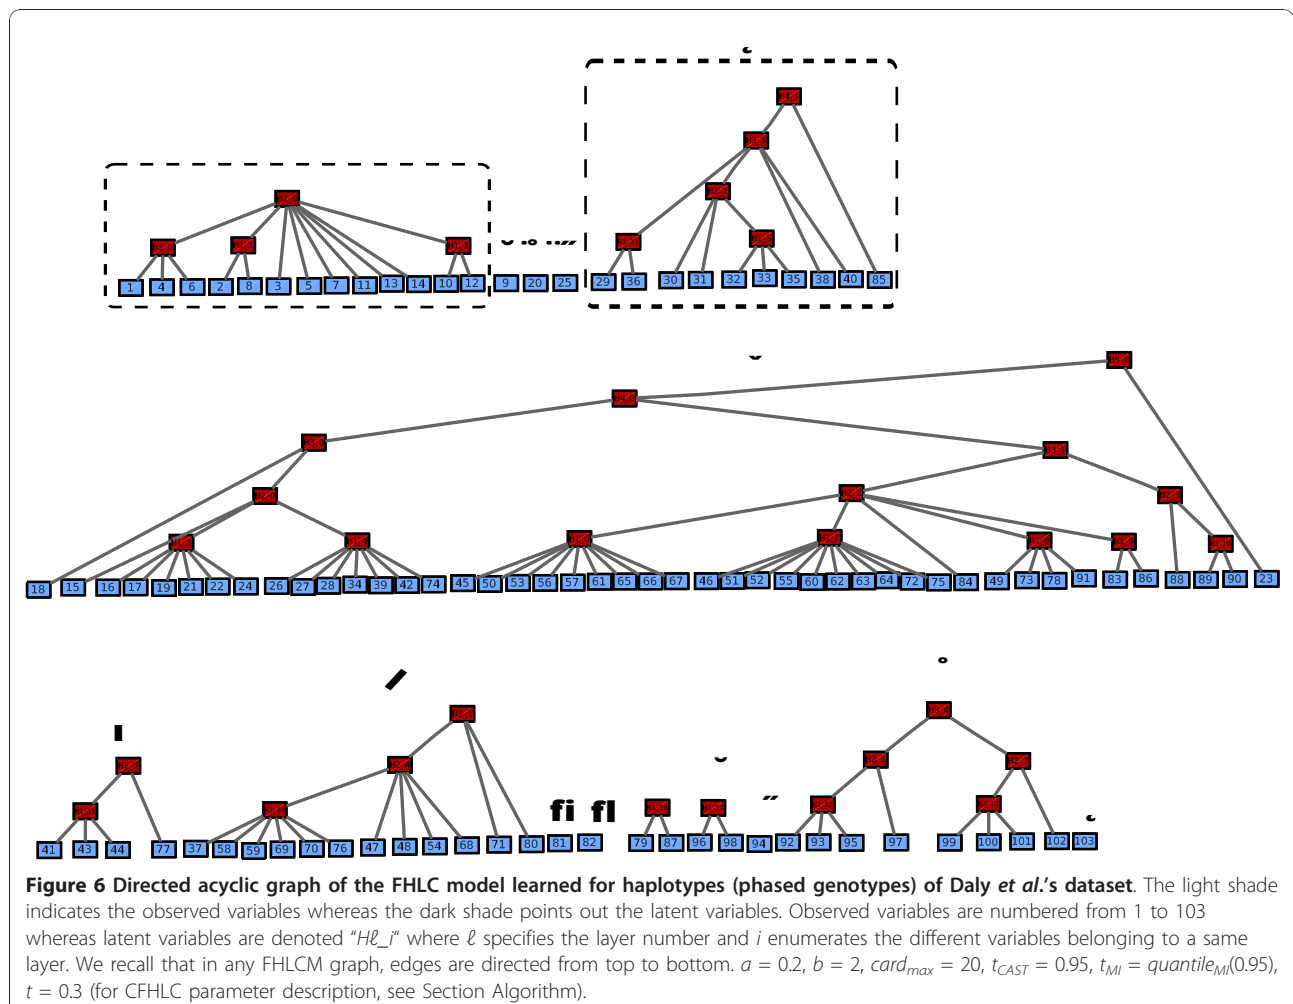 1 4 6 2 8 3 5 7 11 13 14 10 12 9 20 25 29 36 30 31 32 33 35 38 40 85
18 15 16 17 19 21 22 24 26 27 28 34 39 42 74 45 50 53 56 57 61 65 66 67 46 51 52 55 60 62 63 64 72 75 84 49 73 78 91 83 86 88 89 90 23
fi fl
41 43 44 77 37 58 59 69 70 76 47 48 54 68 71 80 81 82 79 87 96 98 94 92 93 95 97 99 100 101 102 103
Figure 6 Directed acyclic graph of the FHLC model learned for haplotypes (phased genotypes) of Daly et al.'s dataset. The light shade
indicates the observed variables whereas the dark shade points out the latent variables. Observed variables are numbered from 1 to 103
whereas latent variables are denoted “Hℓ_i“ where ℓ specifies the layer number and i enumerates the different variables belonging to a same
layer. We recall that in any FHLCM graph, edges are directed from top to bottom. a = 0.2, b = 2, card_max = 20, t_CAST = 0.95, t_MI = quantile_MI(0.95),
t = 0.3 (for CFHLC parameter description, see Section Algorithm).